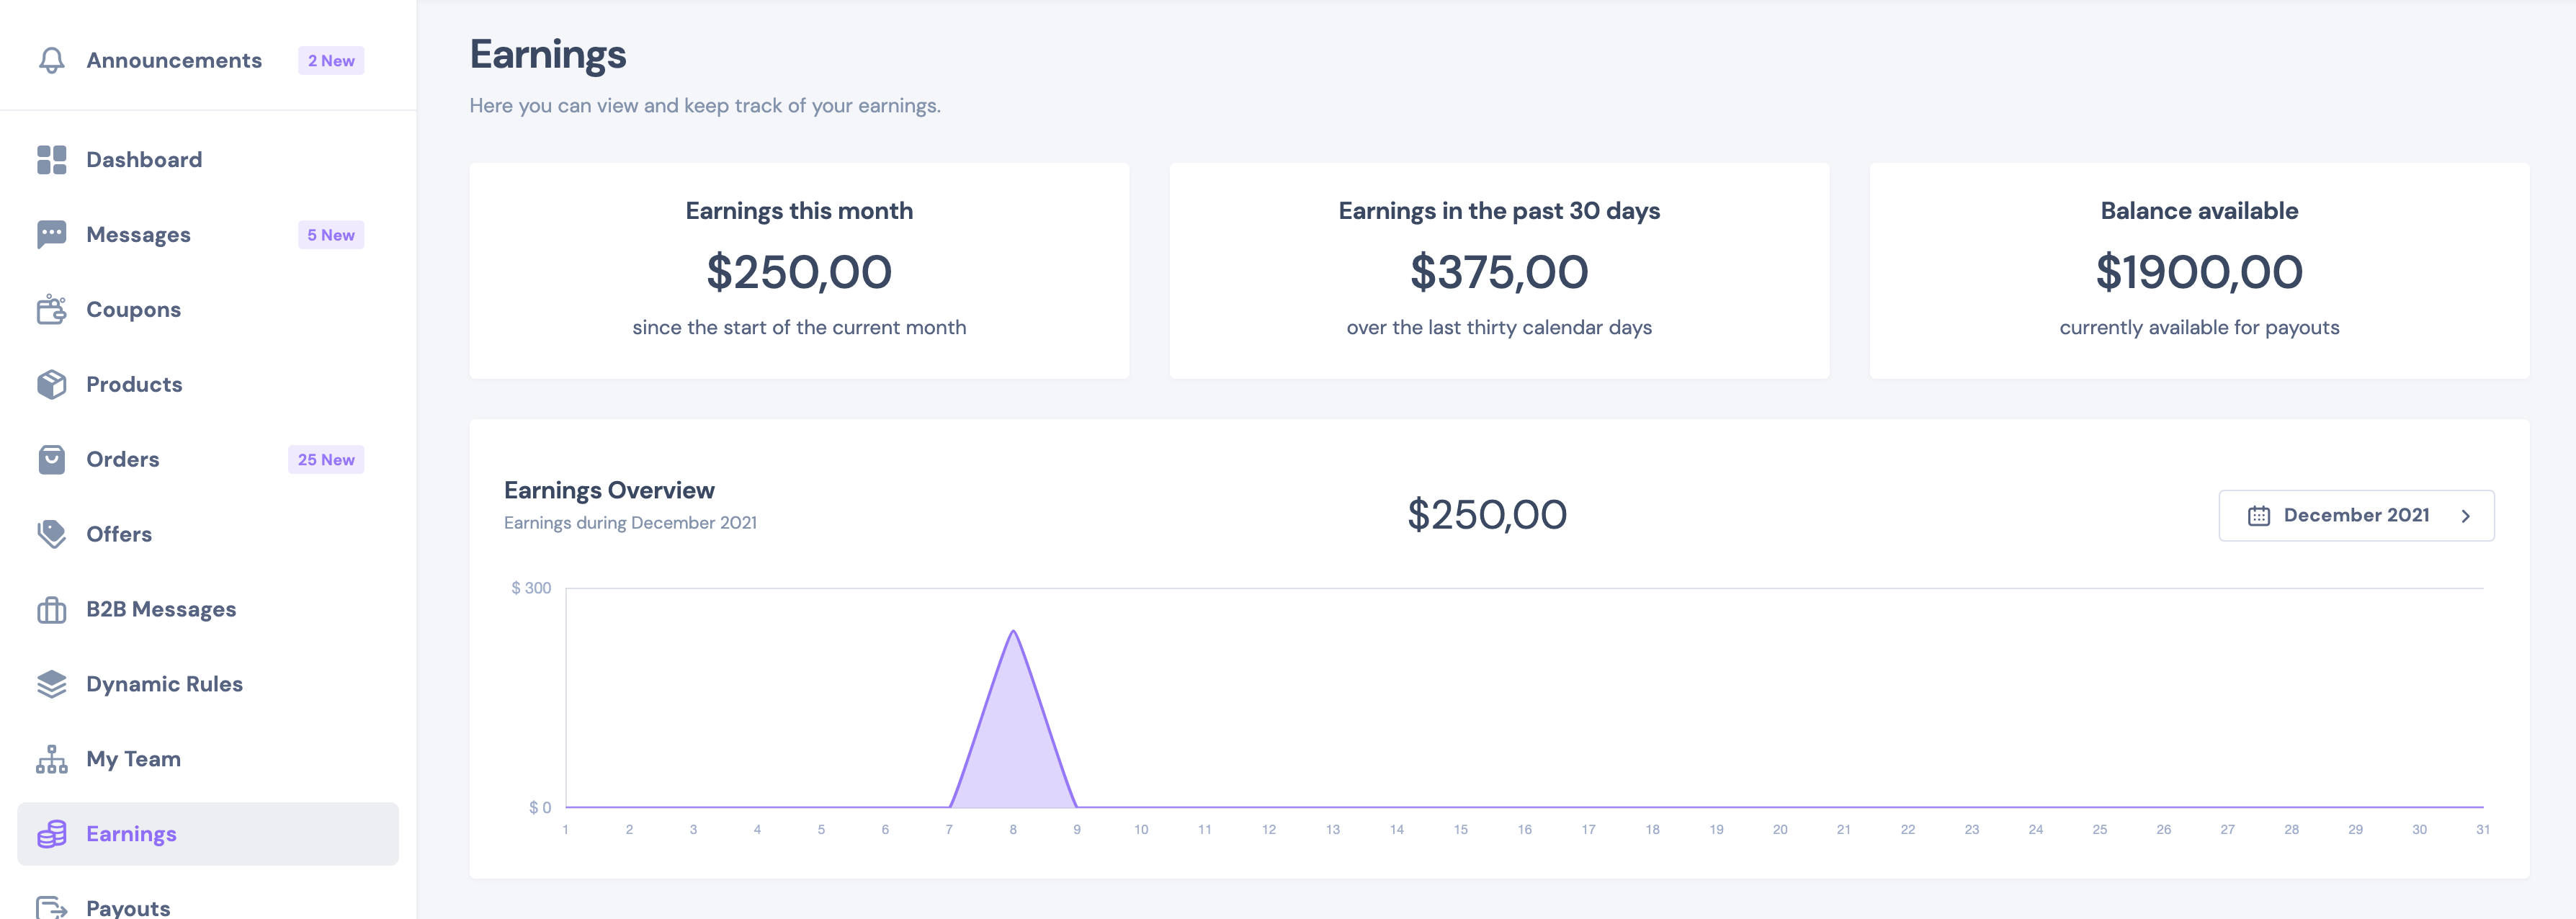 Announcements 2 New
Dashboard
Messages 5 New
Coupons
Products
Orders 25 New
Offers
B2B Messages
Dynamic Rules
My Team
Earnings
Payouts
Earnings
Here you can view and keep track of your earnings.
Earnings this month
$250,00
since the start of the current month
Earnings in the past 30 days
$375,00
over the last thirty calendar days
Balance available
$1900,00
currently available for payouts
Earnings Overview
Earnings during December 2021
$250,00
December 2021
$ 300
$ 0
1 2 3 4 5 6 7 8 9 10 11 12 13 14 15 16 17 18 19 20 21 22 23 24 25 26 27 28 29 30 31